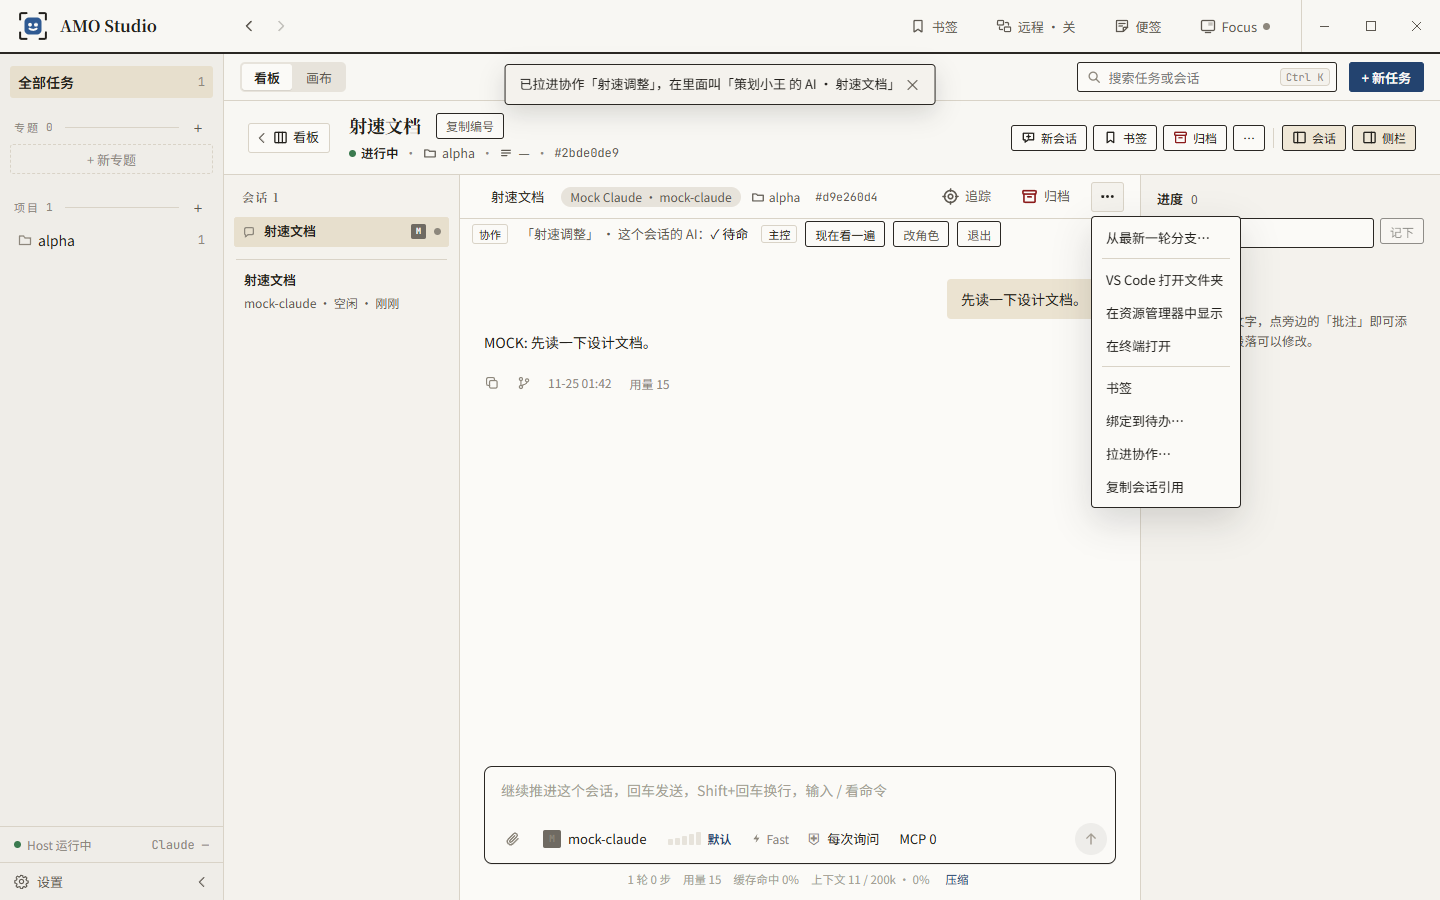 AMO Studio
书签
远程 · 关
便签
Focus
全部任务 1
看板
画布
已拉进协作「射速调整」，在里面叫「策划小王 的 AI · 射速文档」
搜索任务或会话
Ctrl K
+ 新任务
专题 0
+
+ 新专题
项目 1
+
alpha 1
看板
射速文档
复制编号
进行中 · alpha · — · #2bde0de9
新会话
书签
归档
···
会话
侧栏
会话 1
射速文档 M
射速文档
mock-claude · 空闲 · 刚刚
射速文档
Mock Claude · mock-claude
alpha
#d9e260d4
追踪
归档
协作
「射速调整」 · 这个会话的 AI：✓ 待命
主控
现在看一遍
改角色
退出
先读一下设计文档。
MOCK: 先读一下设计文档。
11-25 01:42
用量 15
从最新一轮分支···
VS Code 打开文件夹
在资源管理器中显示
在终端打开
书签
绑定到待办···
拉进协作···
复制会话引用
进度 0
记下
文字，点旁边的「批注」即可添
落可以修改。
继续推进这个会话，回车发送，Shift+回车换行，输入 / 看命令
M
mock-claude
默认
Fast
每次询问
MCP 0
1 轮 0 步
用量 15
缓存命中 0%
上下文 11 / 200k · 0%
压缩
Host 运行中
Claude —
设置